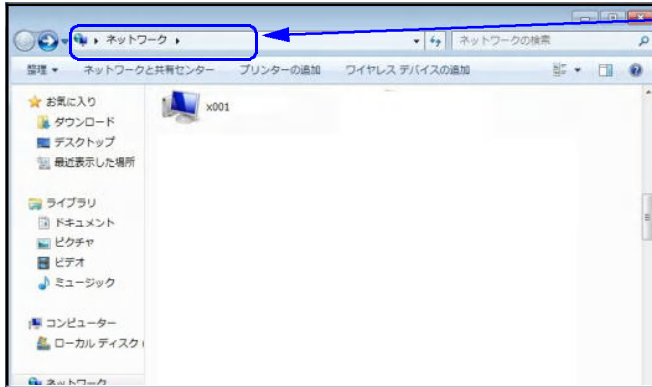 ネットワーク
ネットワークの検索
整理 ネットワークと共有センター プリンターの追加 ワイヤレス デバイスの追加
お気に入り
ダウンロード
デスクトップ
最近表示した場所
ライブラリ
ドキュメント
ピクチャ
ビデオ
ミュージック
コンピューター
ローカル ディスク (
ネットワーク
x001